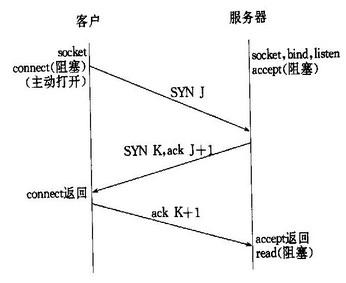 客户
服务器
socket
connect(阻塞)
(主动打开)
socket,bind,listen
accept(阻塞)
SYN J
SYN K,ack J+1
connect返回
ack K+1
accept返回
read(阻塞)